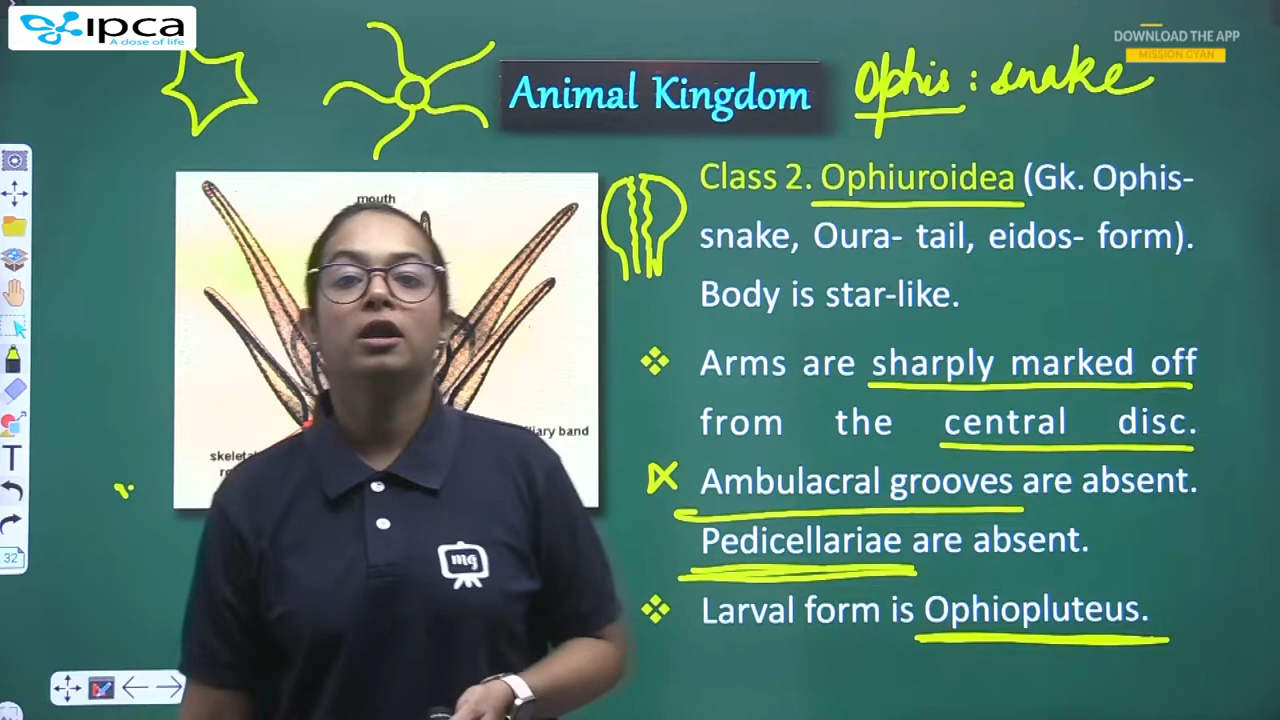 ipca
A dose of life
DOWNLOAD THE APP
MISSION GYAN
Animal Kingdom
Ophis : snake
Class 2. Ophiuroidea (Gk. Ophis-
snake, Oura- tail, eidos- form).
Body is star-like.
Arms are sharply marked off
from the central disc.
Ambulacral grooves are absent.
Pedicellariae are absent.
Larval form is Ophiopluteus.
mouth
band
mg
T
32